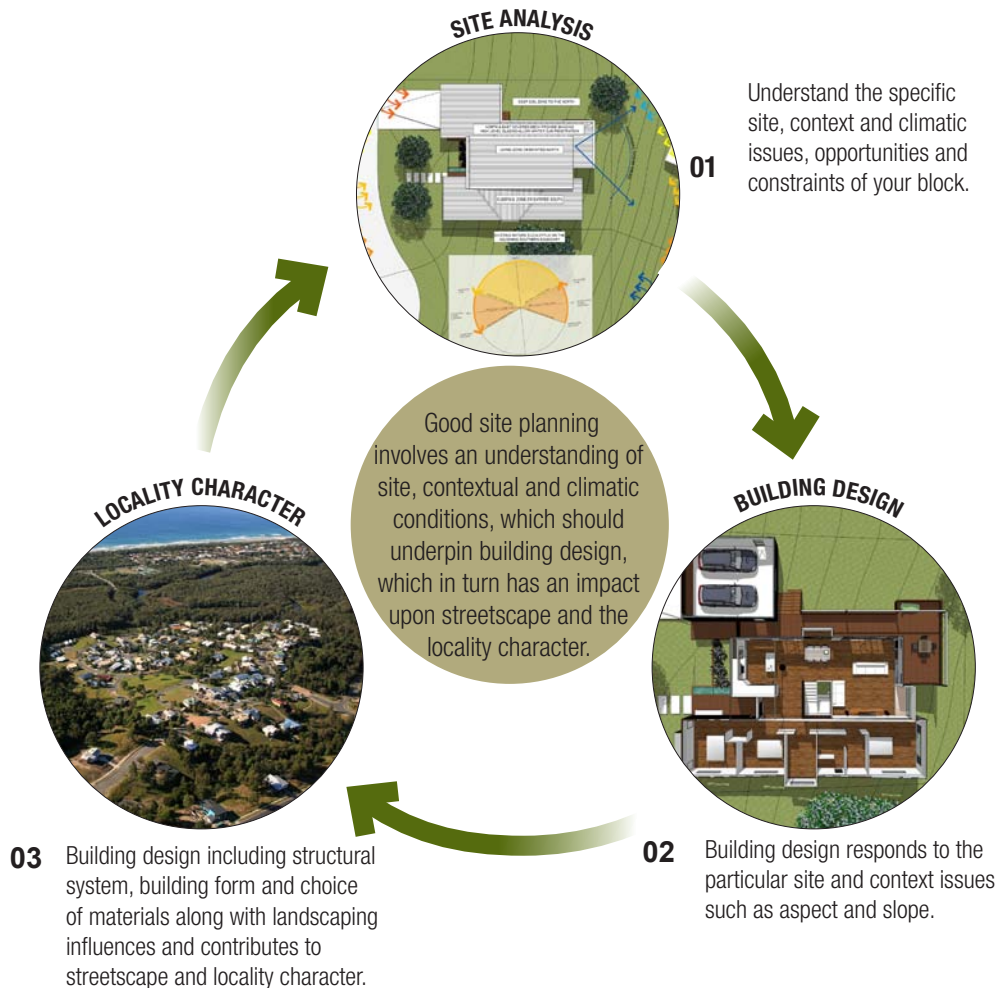 SITE ANALYSIS
01
Understand the specific
site, context and climatic
issues, opportunities and
constraints of your block.
Good site planning
involves an understanding of
site, contextual and climatic
conditions, which should
underpin building design,
which in turn has an impact
upon streetscape and the
locality character.
BUILDING DESIGN
02
Building design responds to the
particular site and context issues
such as aspect and slope.
LOCALITY CHARACTER
03
Building design including structural
system, building form and choice
of materials along with landscaping
influences and contributes to
streetscape and locality character.